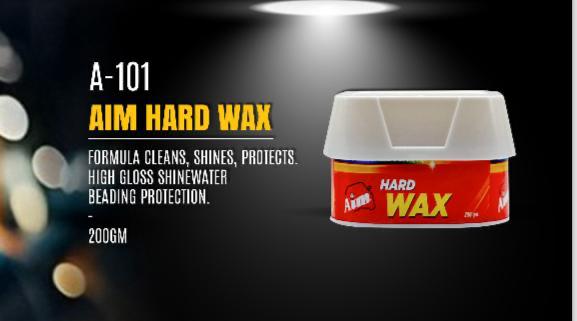 A-101
AIM HARD WAX
FORMULA CLEANS, SHINES, PROTECTS.
HIGH GLOSS SHINEWATER
BEADING PROTECTION.
-
200GM
Aim
HARD
WAX